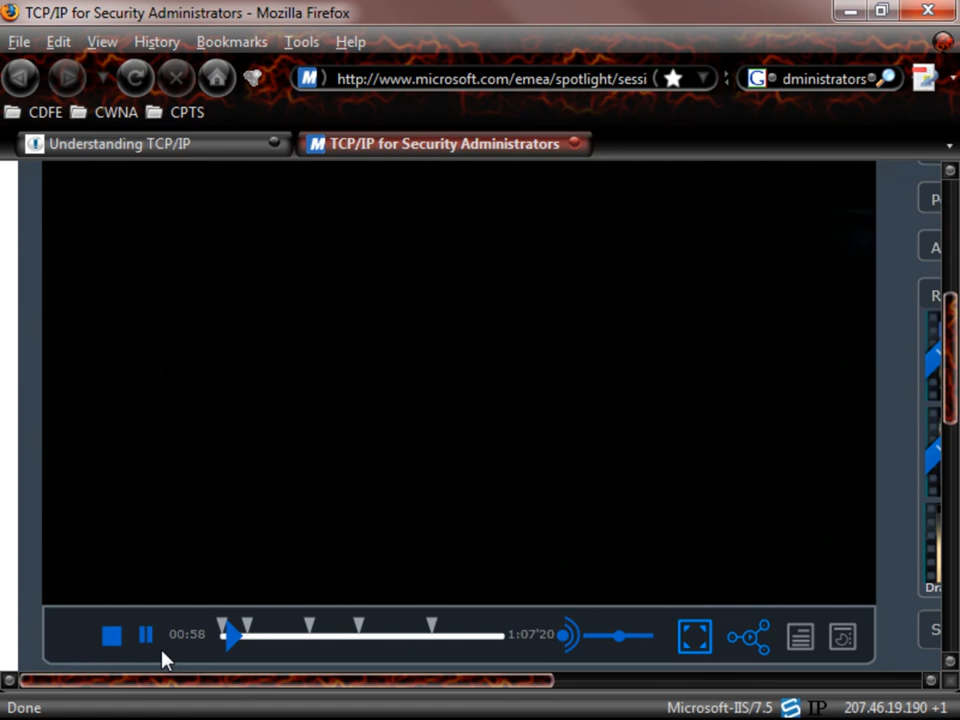 TCP/IP for Security Administrators - Mozilla Firefox
File Edit View History Bookmarks Tools Help
http://www.microsoft.com/emea/spotlight/sessi ( G dministrators
CDFE CWNA CPTS
Understanding TCP/IP TCP/IP for Security Administrators
A
R
00:58 1:07'20
S
Done Microsoft-IIS/7.5 IP 207.46.19.190 +1